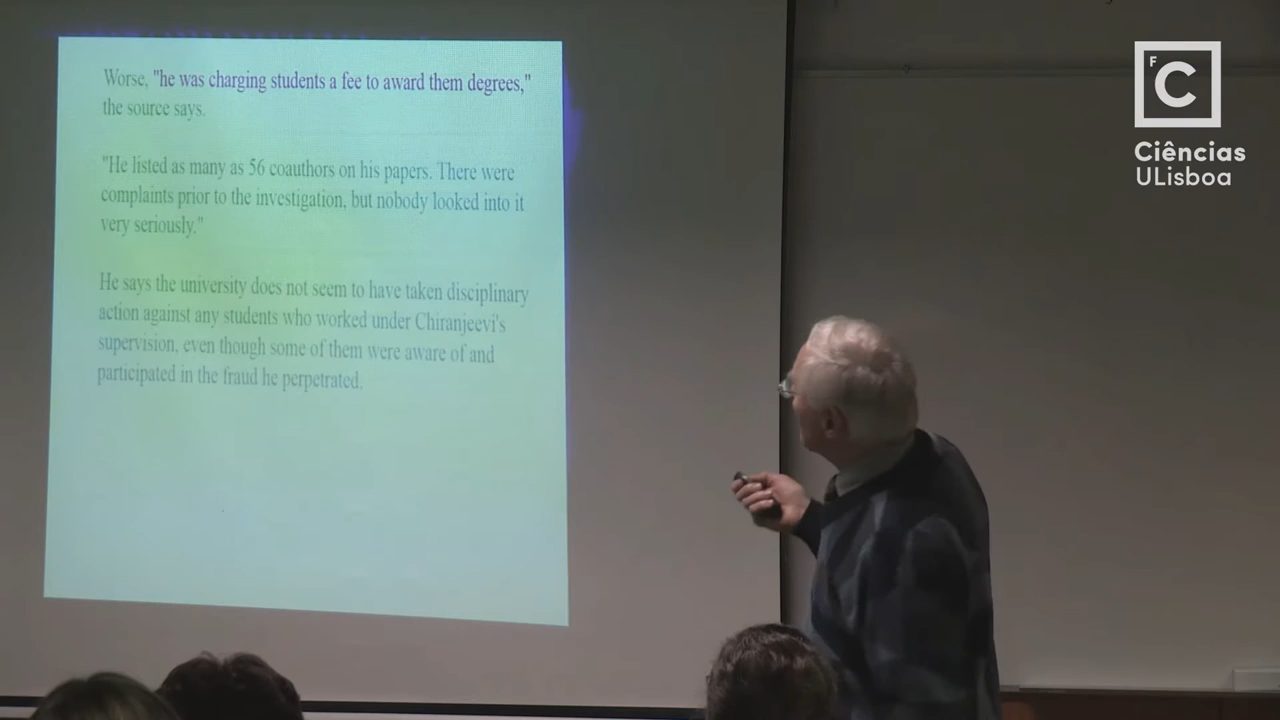 Worse, "he was charging students a fee to award them degrees,"
the source says.
"He listed as many as 56 coauthors on his papers. There were
complaints prior to the investigation, but nobody looked into it
very seriously."
He says the university does not seem to have taken disciplinary
action against any students who worked under Chiranjeevi's
supervision, even though some of them were aware of and
participated in the fraud he perpetrated.
F
C
Ciências
ULisboa